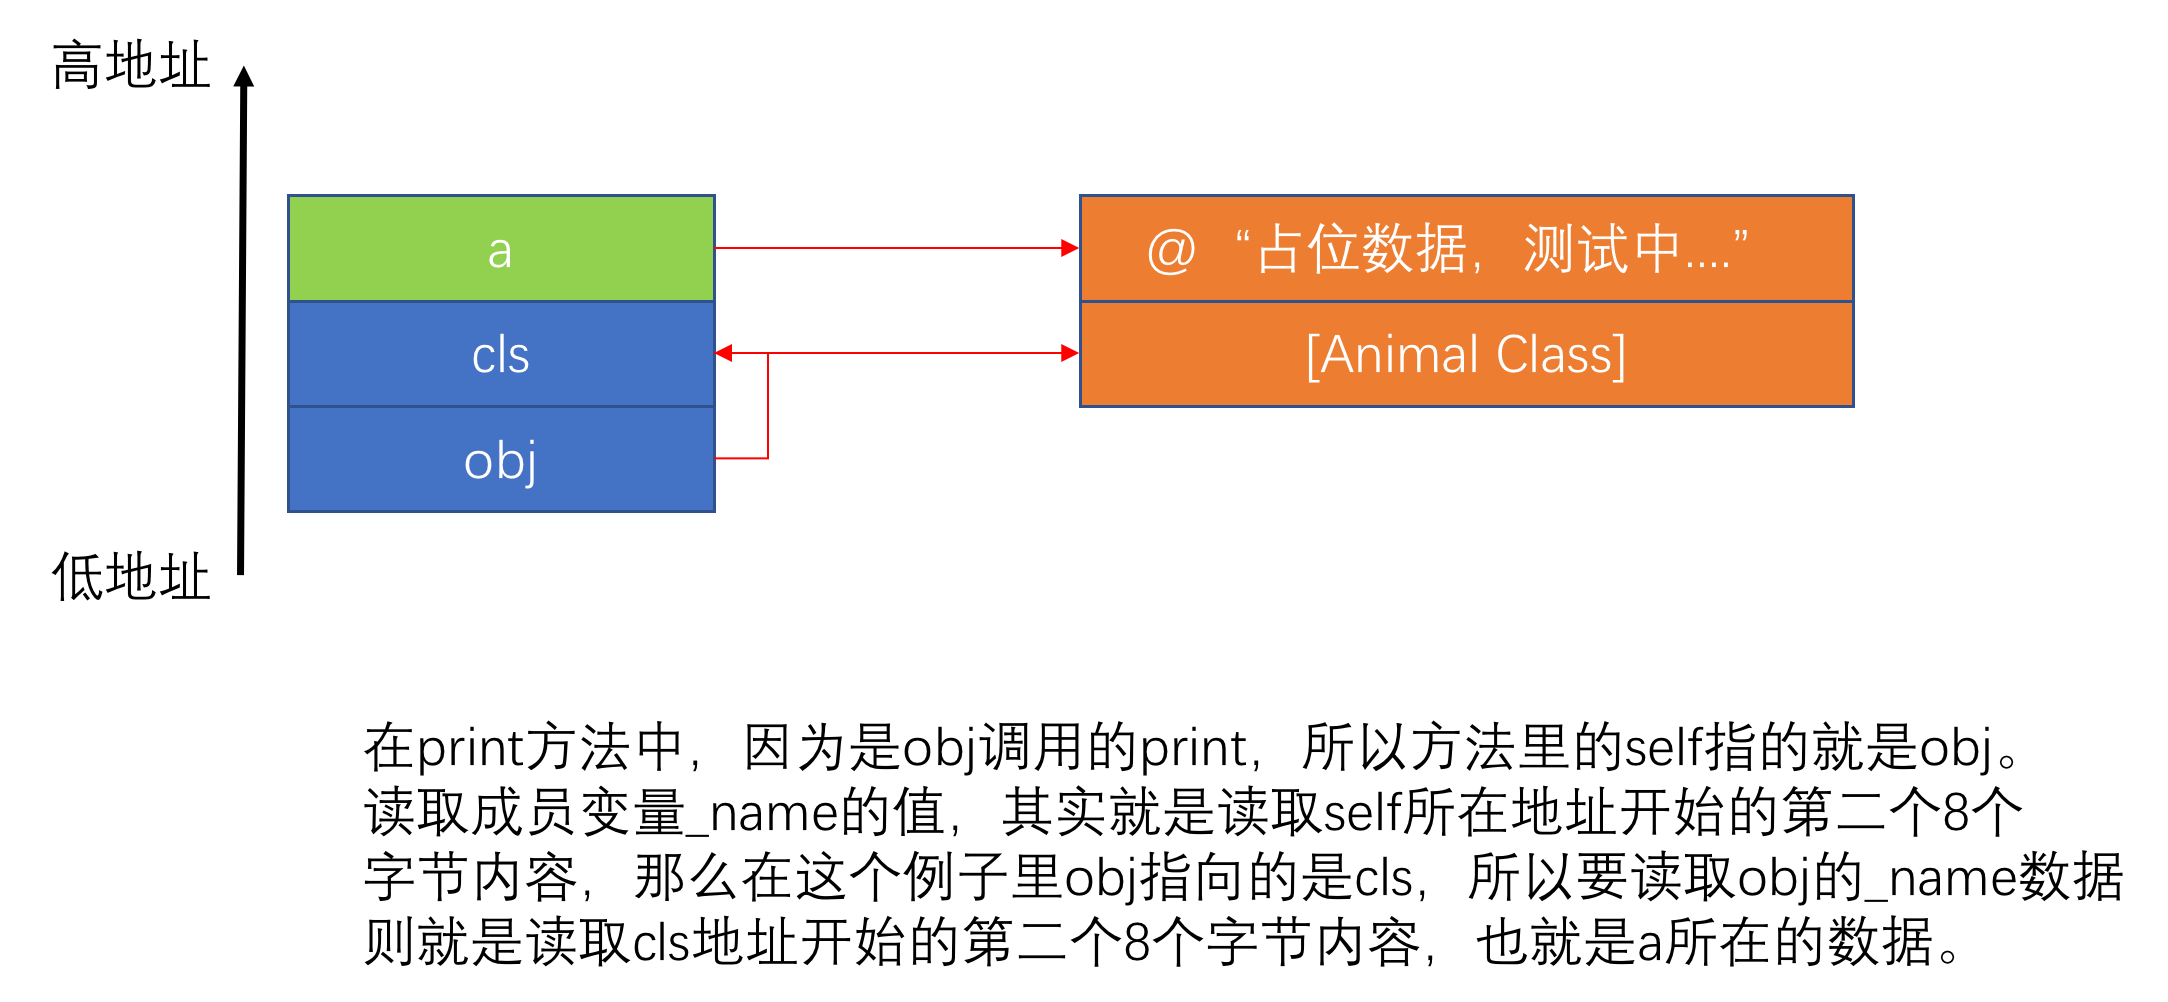 高地址
a
@ “占位数据，测试中....”
cls
[Animal Class]
obj
低地址
在print方法中，因为是obj调用的print，所以方法里的self指的就是obj。
读取成员变量_name的值，其实就是读取self所在地址开始的第二个8个
字节内容，那么在这个例子里obj指向的是cls，所以要读取obj的_name数据
则就是读取cls地址开始的第二个8个字节内容，也就是a所在的数据。